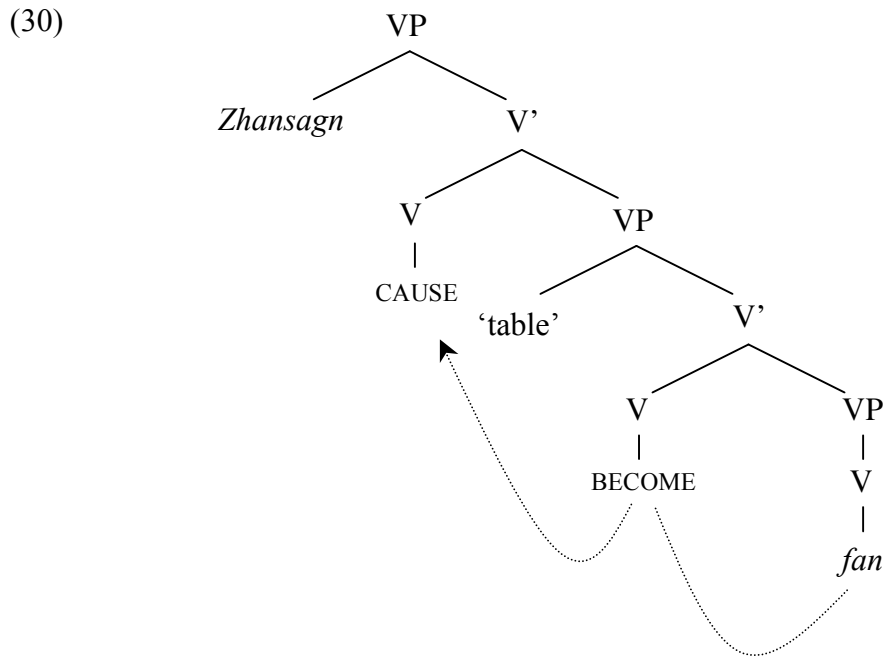 (30)
VP
Zhansagn V’
V VP
CAUSE ‘table’ V’
V VP
BECOME V
fan